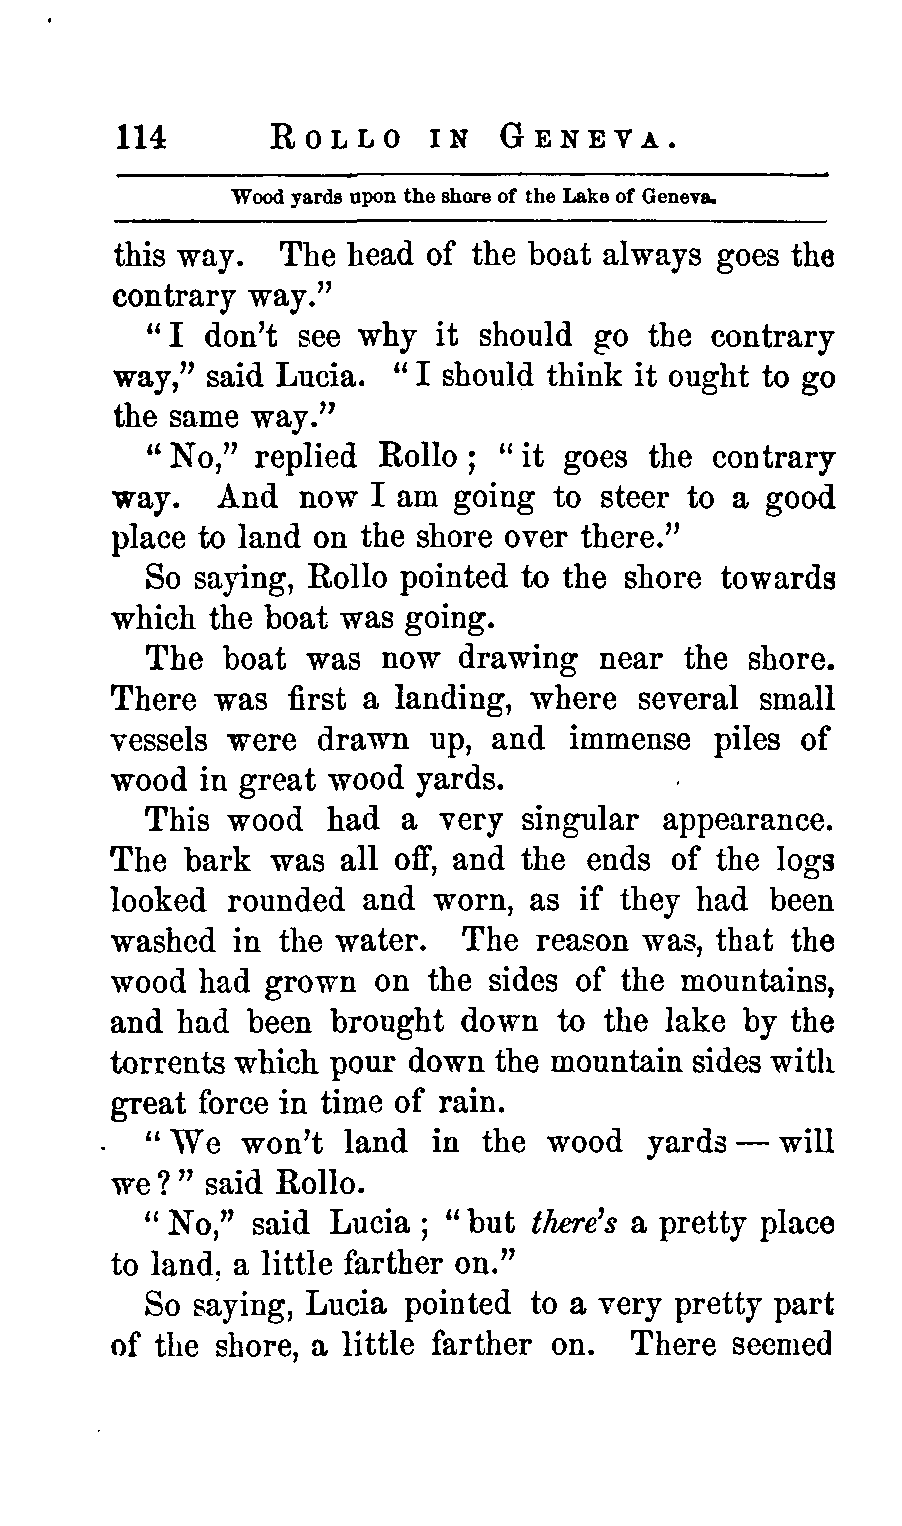 114 ROLLO IN GENEVA.
Wood yards upon the shore of the Lake of Geneva.
this way. The head of the boat always goes the
contrary way.”
“I don’t see why it should go the contrary
way,” said Lucia. “I should think it ought to go
the same way.”
“No,” replied Rollo; “it goes the contrary
way. And now I am going to steer to a good
place to land on the shore over there.”
So saying, Rollo pointed to the shore towards
which the boat was going.
The boat was now drawing near the shore.
There was first a landing, where several small
vessels were drawn up, and immense piles of
wood in great wood yards.
This wood had a very singular appearance.
The bark was all off, and the ends of the logs
looked rounded and worn, as if they had been
washed in the water. The reason was, that the
wood had grown on the sides of the mountains,
and had been brought down to the lake by the
torrents which pour down the mountain sides with
great force in time of rain.
“We won’t land in the wood yards — will
we?” said Rollo.
“No,” said Lucia; “but there’s a pretty place
to land, a little farther on.”
So saying, Lucia pointed to a very pretty part
of the shore, a little farther on. There seemed